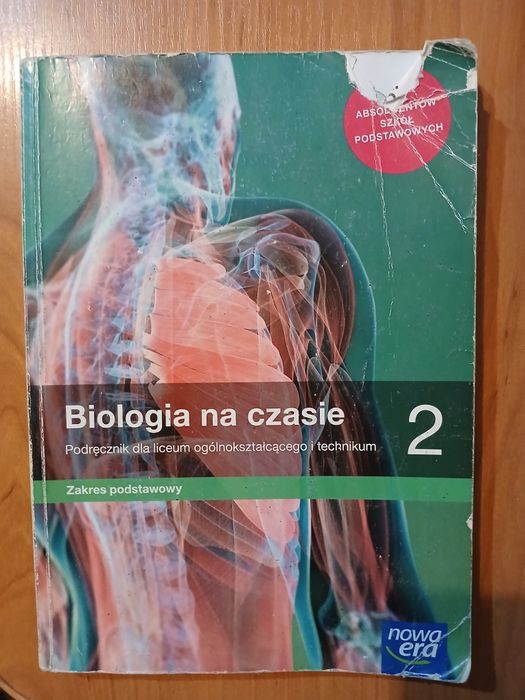 ABSOLWENTÓW
SZKÓŁ
PODSTAWOWYCH
Biologia na czasie
2
Podręcznik dla liceum ogólnokształcącego i technikum
Zakres podstawowy
nowa
era